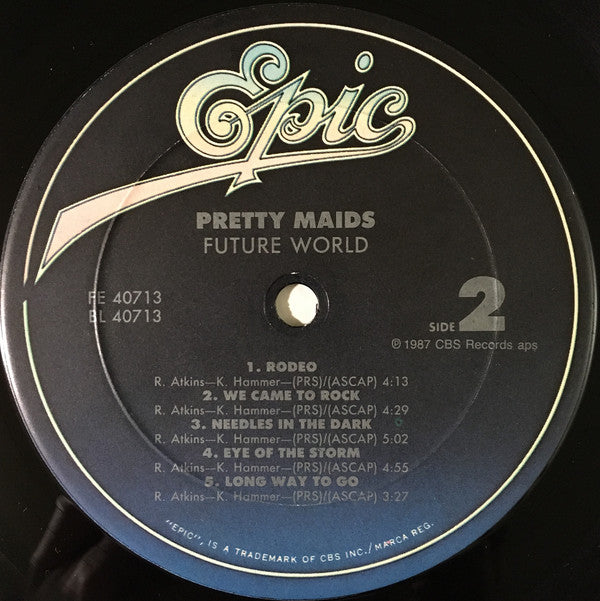 Epic
PRETTY MAIDS
FUTURE WORLD
FE 40713
BL 40713
SIDE 2
℗ 1987 CBS Records aps
1. RODEO
R. Atkins—K. Hammer—(PRS)/(ASCAP) 4:13
2. WE CAME TO ROCK
R. Atkins—K. Hammer—(PRS)/(ASCAP) 4:29
3. NEEDLES IN THE DARK
R. Atkins—K. Hammer—(PRS)/(ASCAP) 5:02
4. EYE OF THE STORM
R. Atkins—K. Hammer—(PRS)/(ASCAP) 4:55
5. LONG WAY TO GO
R. Atkins—K. Hammer—(PRS)/(ASCAP) 3:27
"EPIC", IS A TRADEMARK OF CBS INC./MARCA REG.